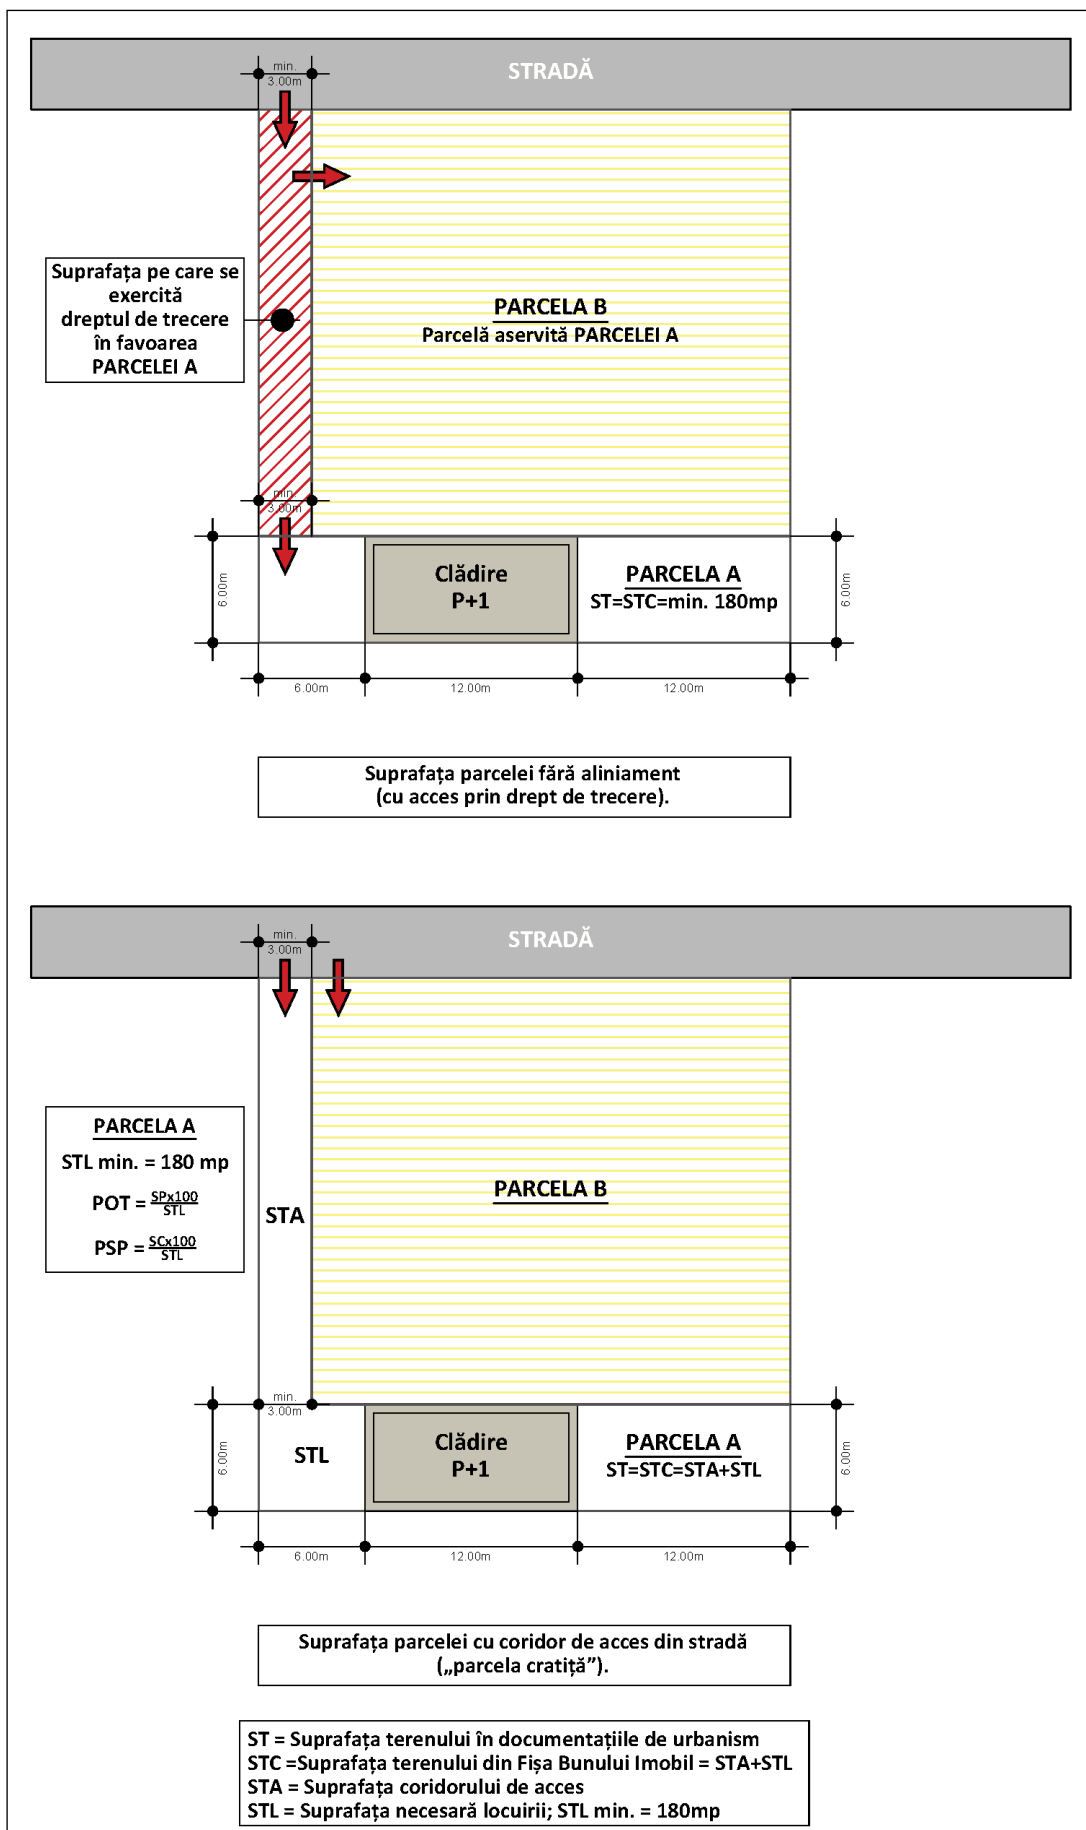 STRADĂ
min.
3.00m
Suprafața pe care se
exercită
dreptul de trecere
în favoarea
PARCELEI A
PARCELA B
Parcelă aservită PARCELEI A
min.
3.00m
6.00m
Clădire
P+1
PARCELA A
ST=STC=min. 180mp
6.00m
6.00m
12.00m
12.00m
Suprafața parcelei fără aliniament
(cu acces prin drept de trecere).
STRADĂ
min.
3.00m
PARCELA A
STL min. = 180 mp
POT = SPx100
STL
PSP = SCx100
STL
STA
PARCELA B
min.
3.00m
6.00m
STL
Clădire
P+1
PARCELA A
ST=STC=STA+STL
6.00m
6.00m
12.00m
12.00m
Suprafața parcelei cu coridor de acces din stradă
(„parcela cratiță”).
ST = Suprafața terenului în documentațiile de urbanism
STC =Suprafața terenului din Fișa Bunului Imobil = STA+STL
STA = Suprafața coridorului de acces
STL = Suprafața necesară locuirii; STL min. = 180mp